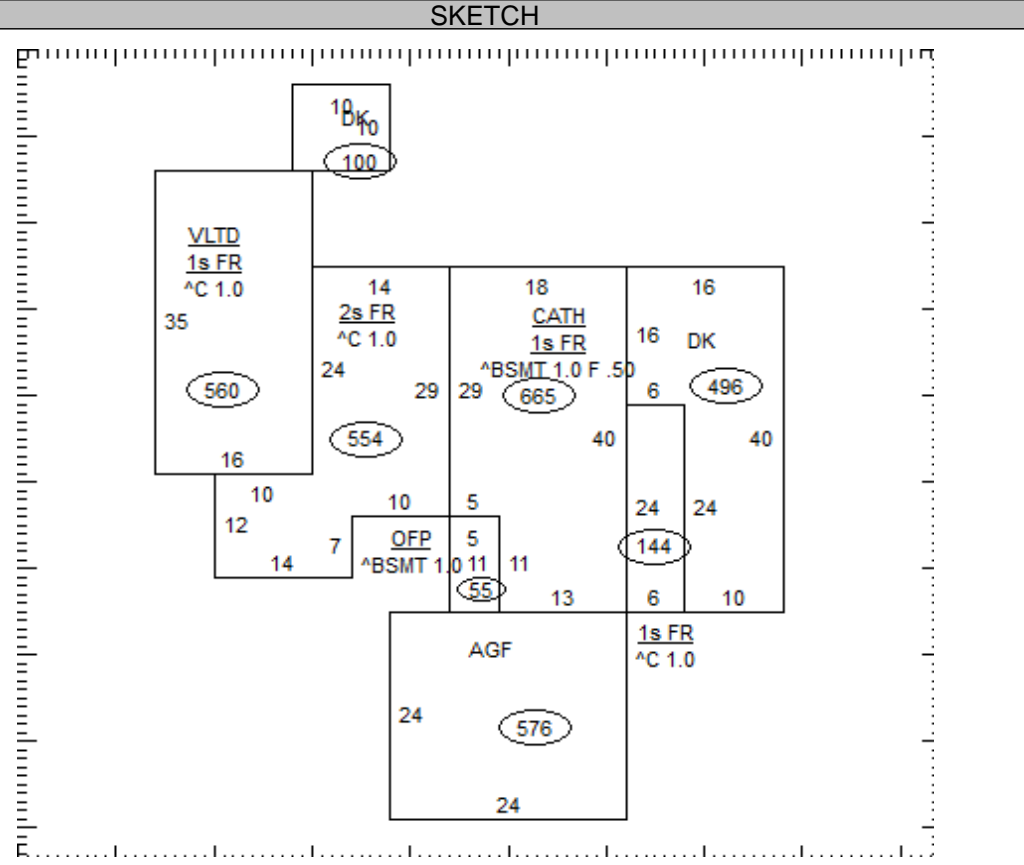 SKETCH
10
DK
10
100
VLTD
1s FR
^C 1.0
35
560
16
14
2s FR
^C 1.0
24
29
554
10
12
14
7
10
18
CATH
1s FR
^BSMT 1.0 F .50
29
665
40
5
13
16
16
DK
6
496
40
24
24
144
6
10
OFP
^BSMT 1.0
5
11
11
55
1s FR
^C 1.0
AGF
24
576
24